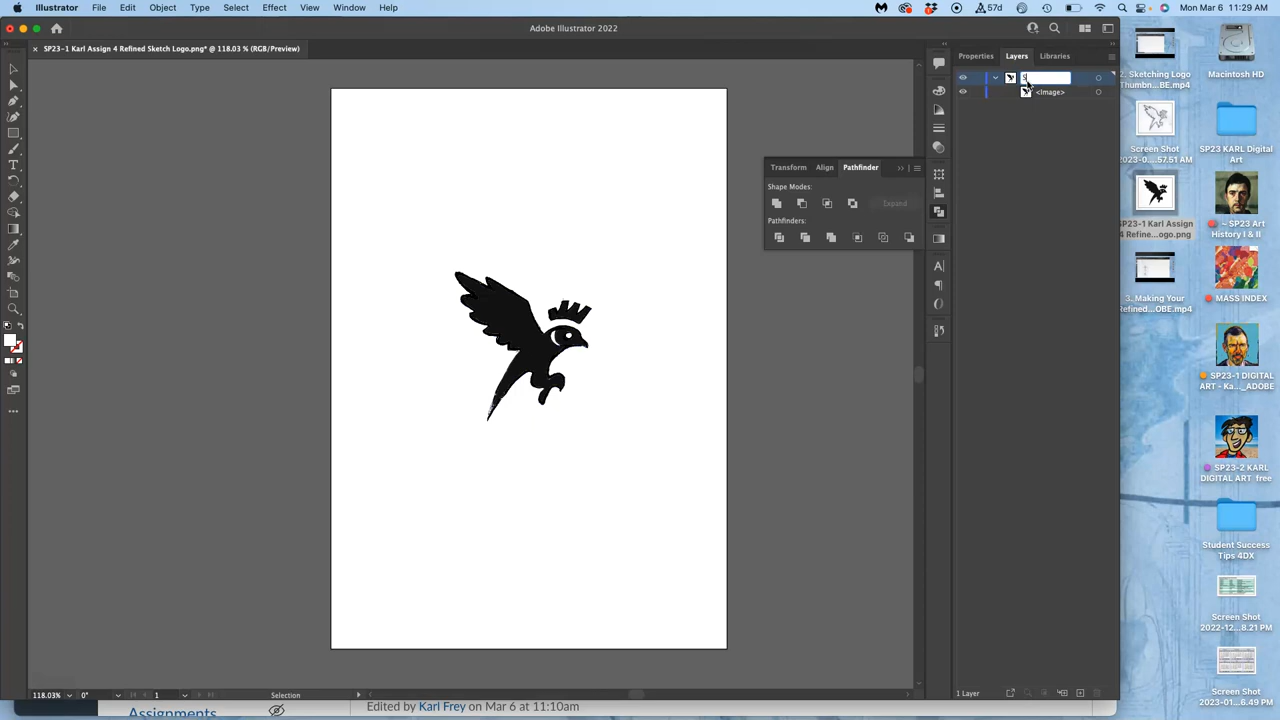 Illustrator File Edit Object Type Select Effect View Window Help 57d Mon Mar 6 11:29 AM
Adobe Illustrator 2022
× SP23-1 Karl Assign 4 Refined Sketch Logo.png* @ 118.03 % (RGB/Preview)
Properties Layers Libraries
S
<Image>
Transform Align Pathfinder
Shape Modes:
Expand
Pathfinders:
118.03% 0° 1 Selection
1 Layer
2. Sketching Logo
Thumbn...BE.mp4
Macintosh HD
Screen Shot
2023-0....57.51 AM
SP23 KARL Digital
Art
SP23-1 Karl Assign
4 Refine...ogo.png
~ SP23 Art
History I & II
3. Making Your
Refined...OBE.mp4
MASS INDEX
SP23-1 DIGITAL
ART - Ka..._ADOBE
SP23-2 KARL
DIGITAL ART free
Student Success
Tips 4DX
Screen Shot
2022-12...8.21 PM
Screen Shot
2023-01...6.49 PM
Assignments
Edited by Karl Frey on Mar 6 at 11:10am